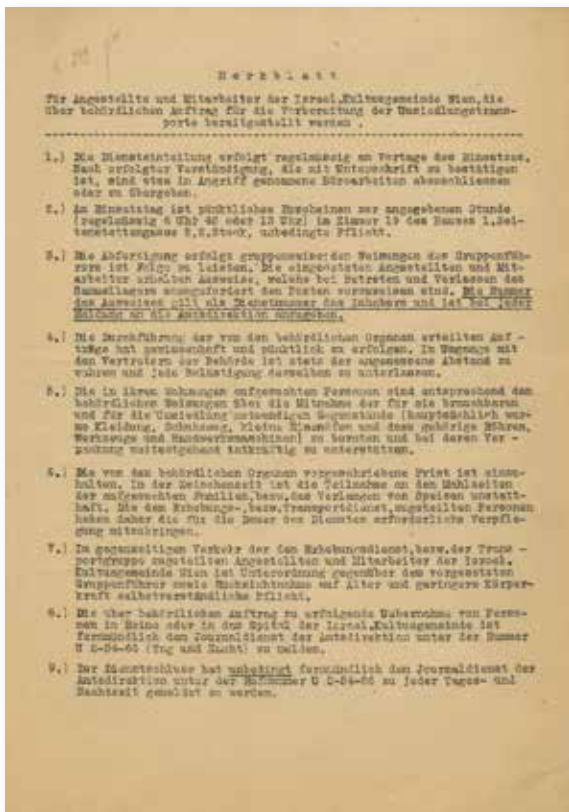 Merkblatt
für Angestellte und Mitarbeiter der Israel.Kultusgemeinde Wien,die
über behördlichen Auftrag für die Vorbereitung der Umsiedlungstrans-
porte bereitgestellt werden .
1.) Die Diensteinteilung erfolgt regelmässig am Vortage des Einsatzes.
Nach erfolgter Verständigung, die mit Unterschrift zu bestätigen
ist, sind etwa in Angriff genommene Büroarbeiten abzuschliessen
oder zu übergeben.
2.) Am Einsatztag ist pünktliches Erscheinen zur angegebenen Stunde
( regelmässig 6 Uhr 45 oder 13 Uhr) im Zimmer 19 des Hauses 1.,Sei-
tenstettengasse 2,2.Stock, unbedingte Pflicht.
3.) Die Abfertigung erfolgt gruppenweise;den Weisungen des Gruppenfüh-
rers ist Folge zu leisten. Die eingesetzten Angestellten und Mit-
arbeiter erhalten Ausweise, welche bei Betreten und Verlassen des
Sammellagers unaufgefordert den Posten vorzuweisen sind. Die Nummer
des Ausweises gilt als Dienstnummer des Inhabers und ist bei jeder
Meldung an die Amtsdirektion anzugeben.
4.) Die Durchführung der von den behördlichen Organen erteilten Auf -
träge hat gewissenhaft und pünktlich zu erfolgen. Im Umgange mit
den Vertretern der Behörde ist stets der angemessene Abstand zu
wahren und jede Belästigung derselben zu unterlassen.
5.) Die in ihren Wohnungen aufgesuchten Personen sind entsprechend den
behördlichen Weisungen über die Mitnahme der für sie brauchbaren
und für die Umsiedlung notwendigen Gegenstände (hauptsächlich war-
me Kleidung, Schuhzeug, kleine Eisenöfen und dazu gehörige Röhren,
Werkzeuge und Handwerksmaschinen) zu beraten und bei deren Ver -
packung weitestgehend tatkräftig zu unterstützen.
6.) Die von den behördlichen Organen vorgeschriebene Frist ist einzu-
halten. In der Zwischenzeit ist die Teilnahme an den Mahlzeiten
der aufgesuchten Familien,bezw.das Verlangen von Speisen unstatt-
haft. Die dem Erhebungs-,bezw.Transportdienst,zugeteilten Personen
haben daher die für die Dauer des Dienstes erforderliche Verpfle-
gung mitzubringen.
7.) Im gegenseitigen Verkehr der dem Erhebungsdienst,bezw.der Trans -
portgruppe zugeteilten Angestellten und Mitarbeiter der Israel.
Kultusgemeinde Wien ist Unterordnung gegenüber dem vorgesetzten
Gruppenführer sowie Rücksichtnahme auf Alter und geringere Körper-
kraft selbstverständliche Pflicht.
8.) Die über behördlichen Auftrag zu erfolgende Uebernahme von Perso-
nen in Heime oder in das Spital der Israel.Kultusgemeinde ist
fernmündlich dem Journaldienst der Amtsdirektion unter der Nummer
U 2-54-66 (Tag und Nacht) zu melden.
9.) Der Dienstschluss hat unbedingt fernmündlich dem Journaldienst der
Amtsdirektion unter der Rufnummer U 2-54-66 zu jeder Tages- und
Nachtzeit gemeldet zu werden.